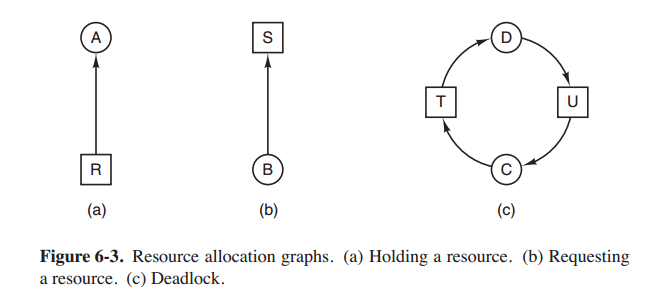 A
S
D
T
U
R
B
C
(a)
(b)
(c)
Figure 6-3. Resource allocation graphs. (a) Holding a resource. (b) Requesting
a resource. (c) Deadlock.